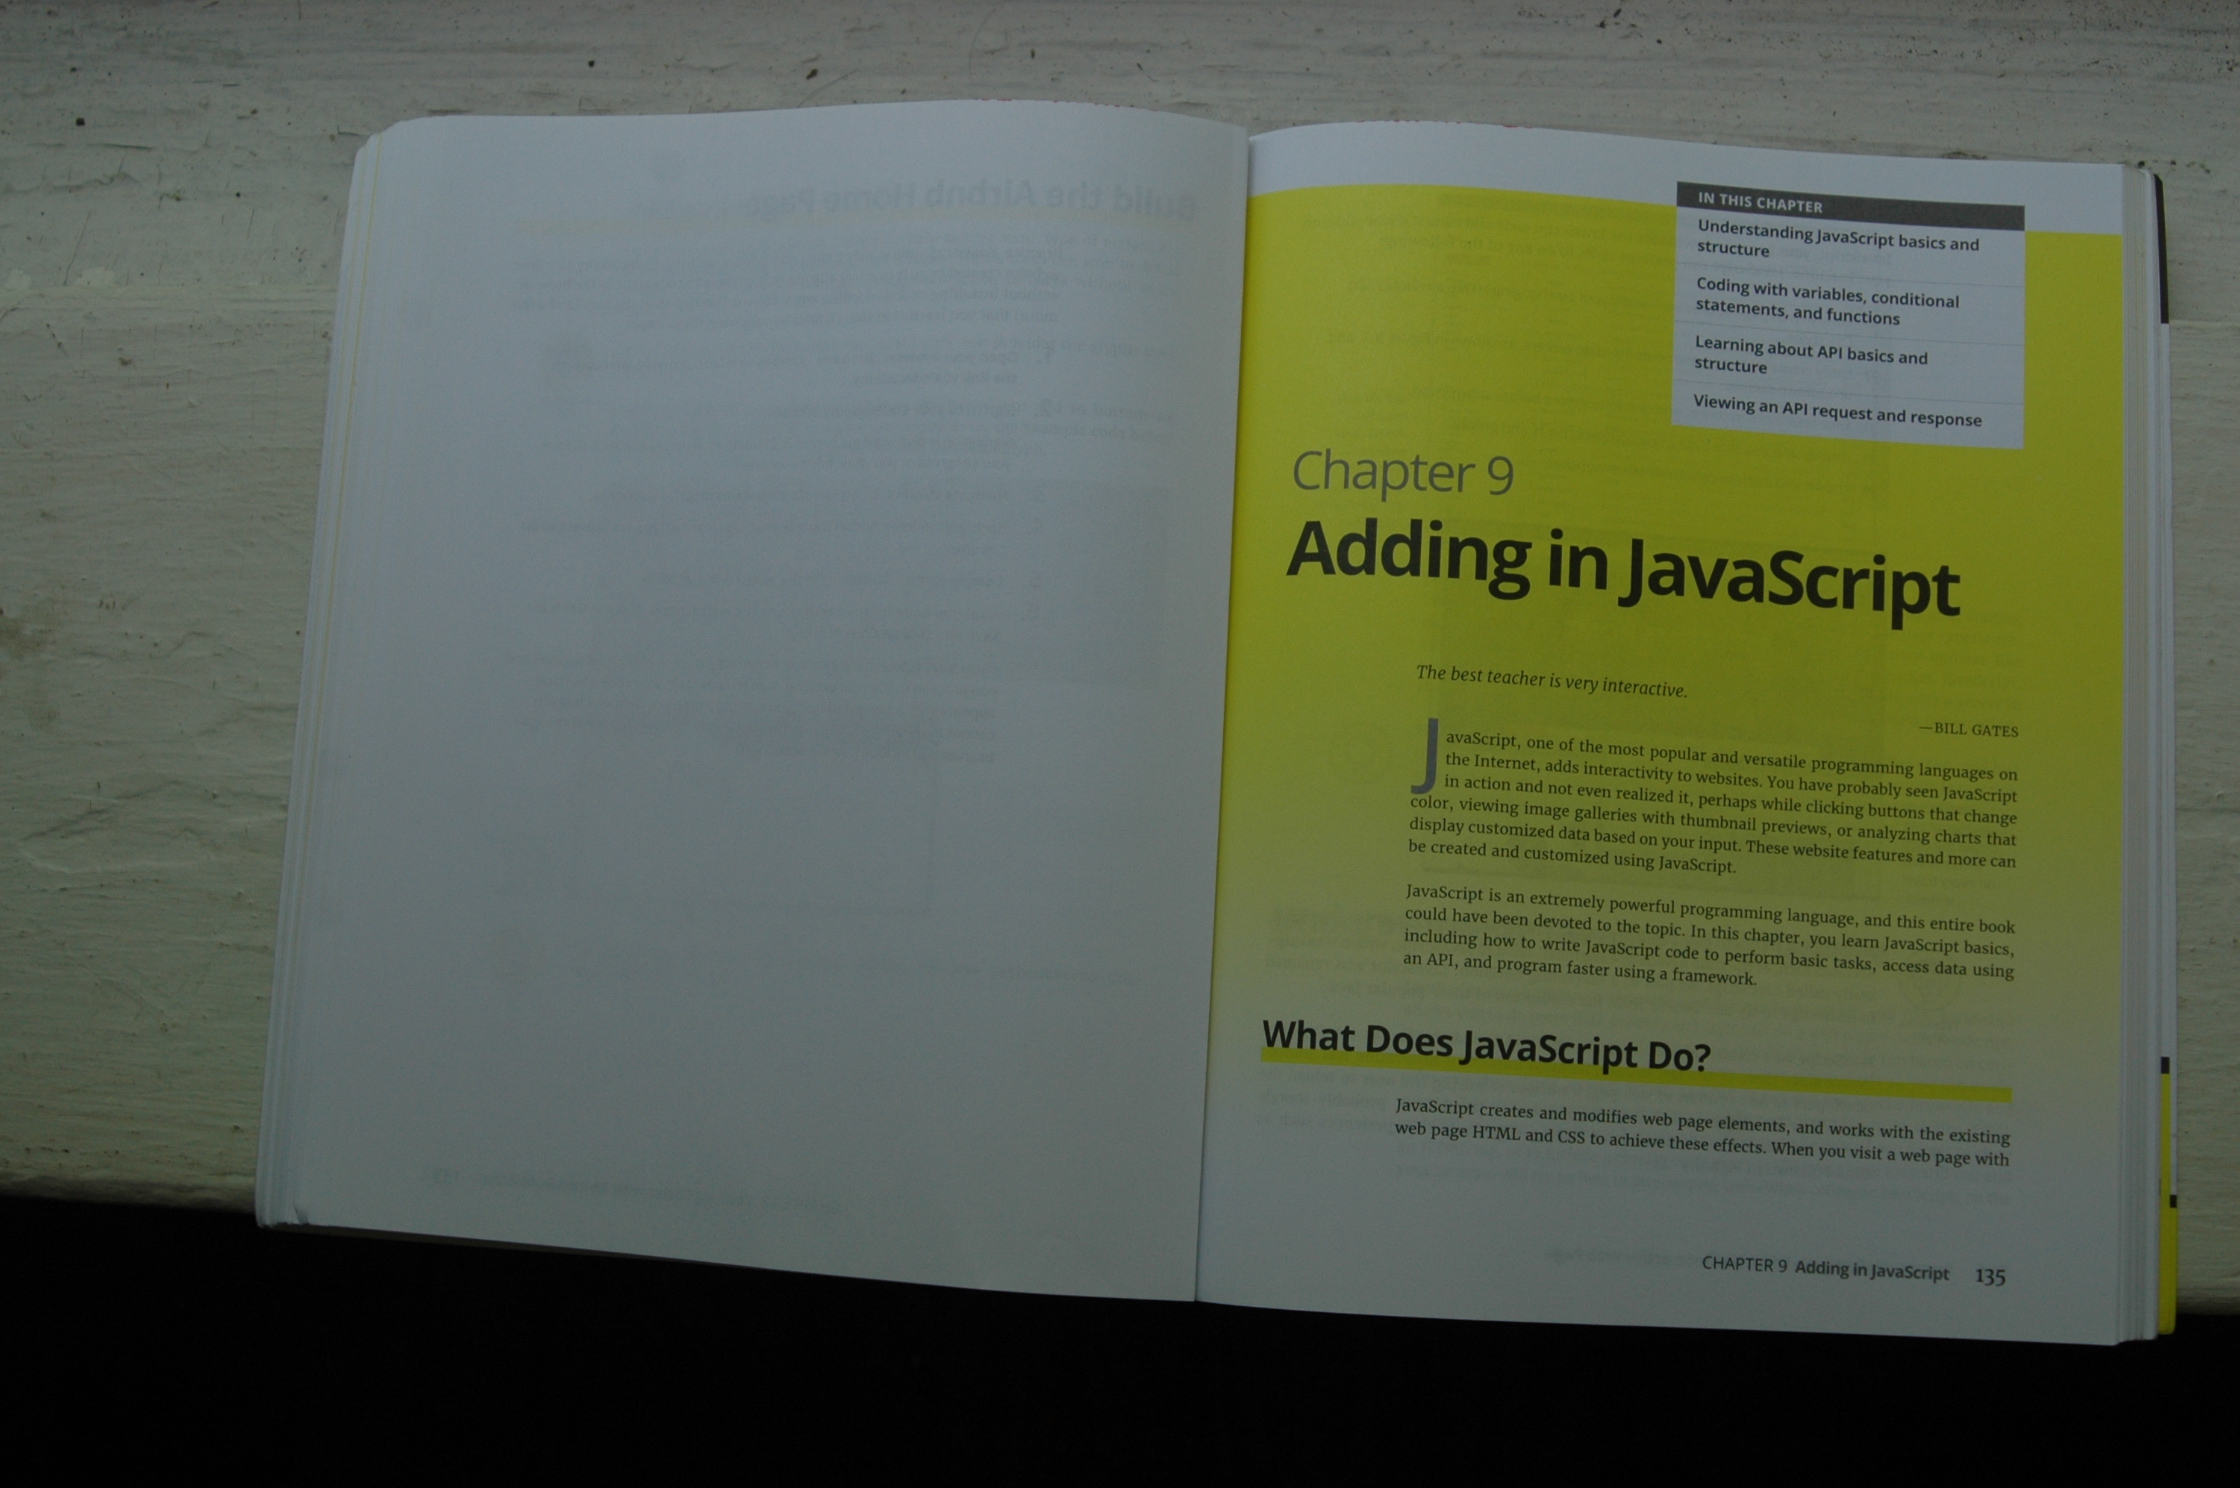 IN THIS CHAPTER
Understanding JavaScript basics and
structure
Coding with variables, conditional
statements, and functions
Learning about API basics and
structure
Viewing an API request and response
Chapter 9
Adding in JavaScript
The best teacher is very interactive.
—BILL GATES
JavaScript, one of the most popular and versatile programming languages on
the Internet, adds interactivity to websites. You have probably seen JavaScript
in action and not even realized it, perhaps while clicking buttons that change
color, viewing image galleries with thumbnail previews, or analyzing charts that
display customized data based on your input. These website features and more can
be created and customized using JavaScript.
JavaScript is an extremely powerful programming language, and this entire book
could have been devoted to the topic. In this chapter, you learn JavaScript basics,
including how to write JavaScript code to perform basic tasks, access data using
an API, and program faster using a framework.
What Does JavaScript Do?
JavaScript creates and modifies web page elements, and works with the existing
web page HTML and CSS to achieve these effects. When you visit a web page with
CHAPTER 9 Adding in JavaScript 135
Build the Airbnb Home Page